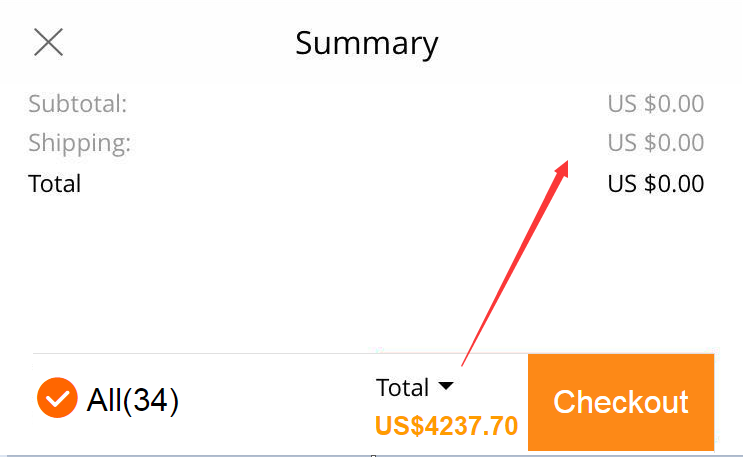 Summary
Subtotal: US $0.00
Shipping: US $0.00
Total US $0.00
All(34) Total Checkout
US$4237.70